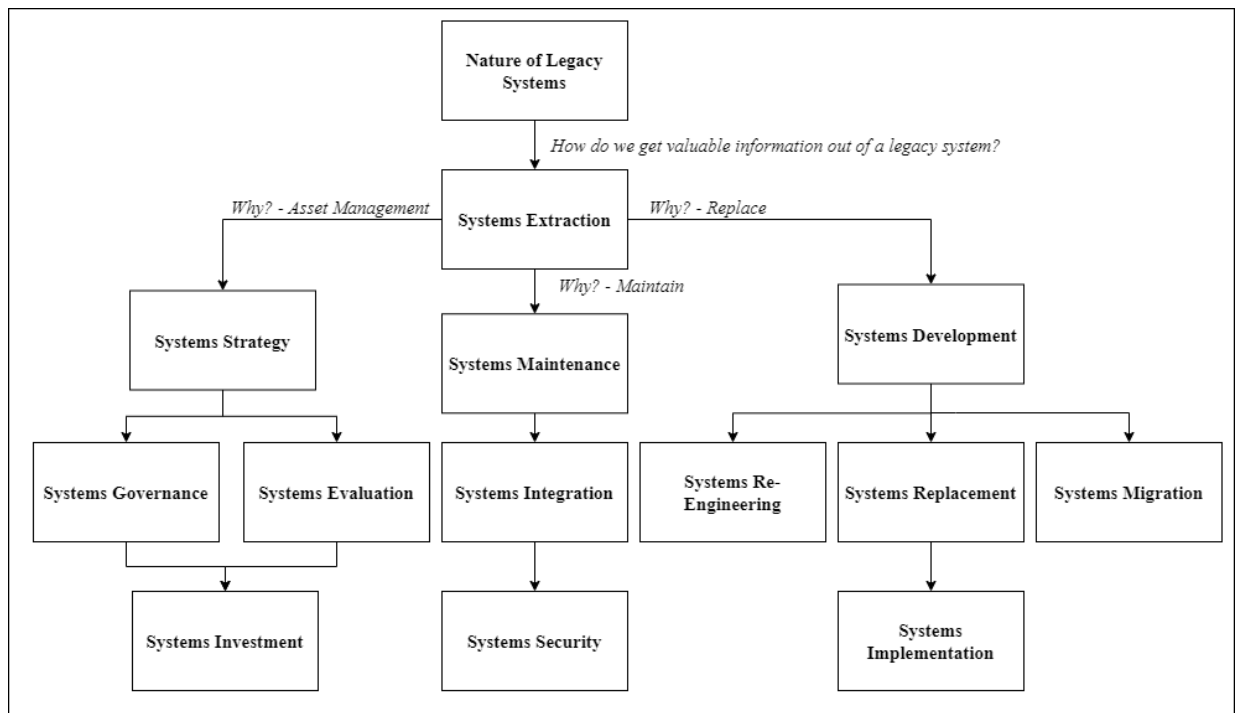 Nature of Legacy
Systems
How do we get valuable information out of a legacy system?
Why? - Asset Management
Systems Extraction
Why? - Replace
Why? - Maintain
Systems Strategy
Systems Maintenance
Systems Development
Systems Governance
Systems Evaluation
Systems Integration
Systems Re-
Engineering
Systems Replacement
Systems Migration
Systems Investment
Systems Security
Systems
Implementation